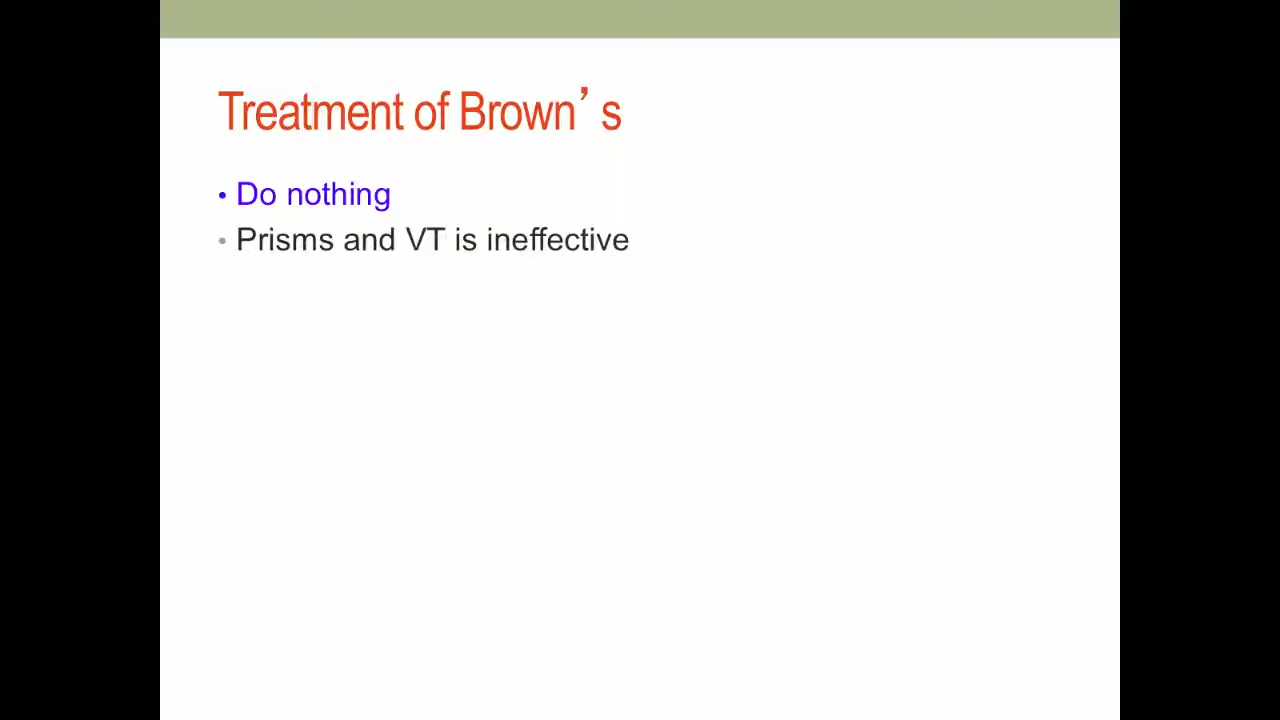 Treatment of Brown’s
• Do nothing
• Prisms and VT is ineffective